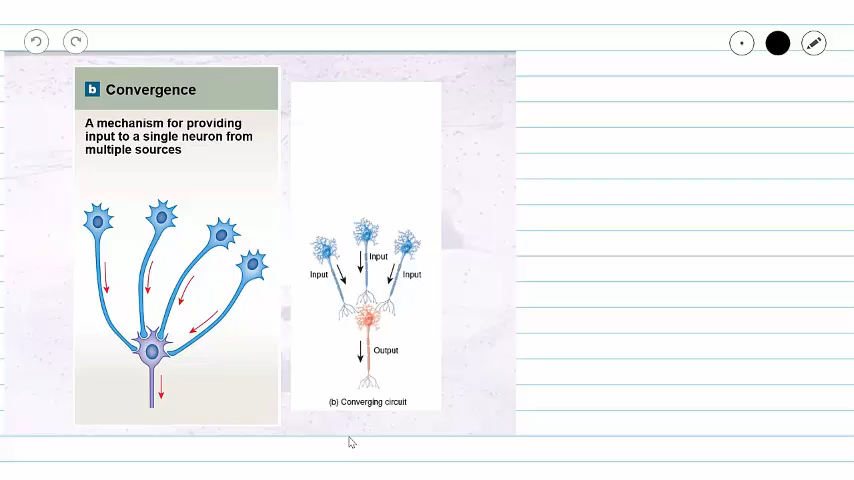 b Convergence
A mechanism for providing
input to a single neuron from
multiple sources
Input
Input
Input
Output
(b) Converging circuit